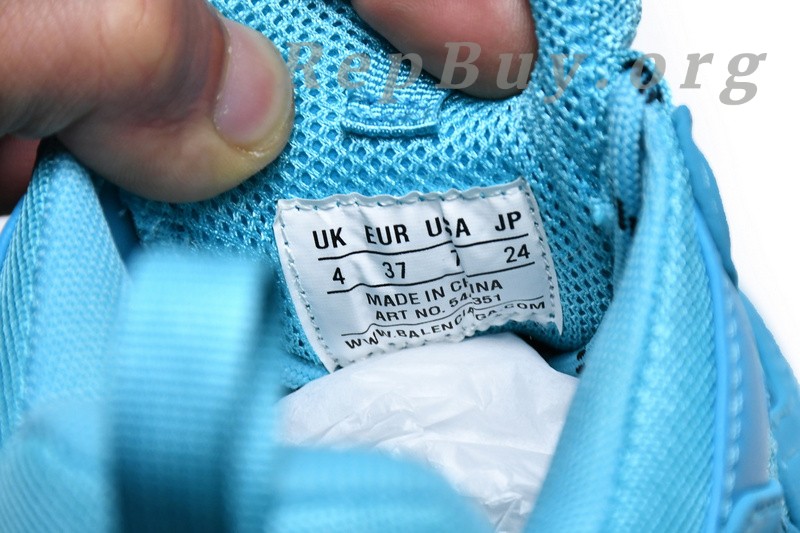 RepBuy.org
UK EUR USA JP
4 37 7 24
MADE IN CHINA
ART NO.
WWW.BALENCIAGA.COM